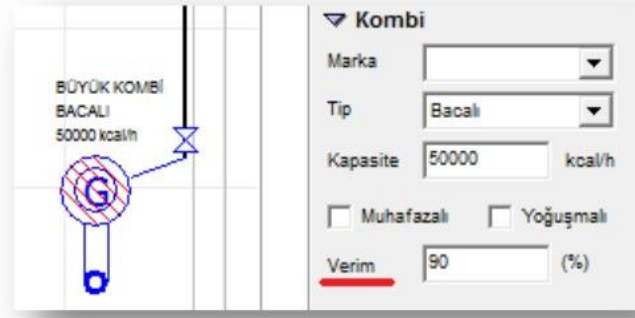 BÜYÜK KOMBİ
BACALI
50000 kcal/h
G
Kombi
Marka
Tip Bacalı
Kapasite 50000 kcal/h
Muhafazalı Yoğuşmalı
Verim 90 (%)